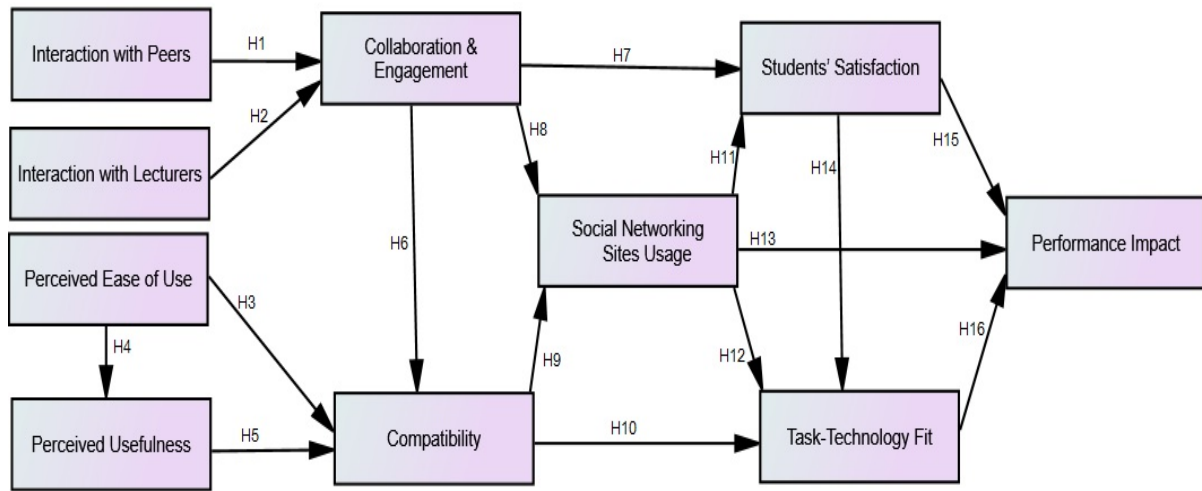 Interaction with Peers
H1
Collaboration &
Engagement
H7
Students' Satisfaction
H2
H8
H15
Interaction with Lecturers
H11
H14
Social Networking
Sites Usage
H6
H13
Performance Impact
Perceived Ease of Use
H3
H4
H9
H12
H16
Perceived Usefulness
H5
Compatibility
H10
Task-Technology Fit